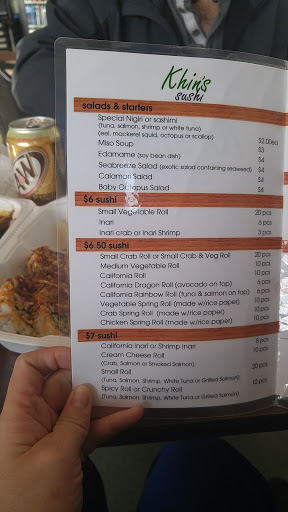 Khin's
sushi
salads & starters
Special Nigiri or sashimi
(tuna, salmon, shrimp or white tuna)
(eel, mackerel squid, octopus or scallop) $2.00ea
Miso Soup $3
Edamame (soy bean dish) $4
Seabreeze Salad (exotic salad containing seaweed) $4
Calamari Salad $4
Baby Octopus Salad $4
$6 sushi
Small Vegetable Roll 20 pcs
Inari 6 pcs
Inari crab or Inari Shrimp 3 pcs
$6.50 sushi
Small Crab Roll or Small Crab & Veg Roll 20 pcs
Medium Vegetable Roll 10 pcs
California Roll 10 pcs
California Dragon Roll (avocado on top) 6 pcs
California Rainbow Roll (tuna & salmon on top) 6 pcs
Vegetable Spring Roll (made w/rice paper) 10 pcs
Crab Spring Roll (made w/rice paper) 10 pcs
Chicken Spring Roll (made w/rice paper) 10 pcs
$7 sushi
California Inari or Shrimp Inari 6 pcs
Cream Cheese Roll 10 pcs
(Crab, Salmon or Smoked Salmon)
Small Roll 20 pcs
(Tuna, Salmon, Shrimp, White Tuna or Grilled Salmon)
Spicy Roll or Crunchy Roll 10 pcs
(Tuna, Salmon, Shrimp, White Tuna or Grilled Salmon)
A&W